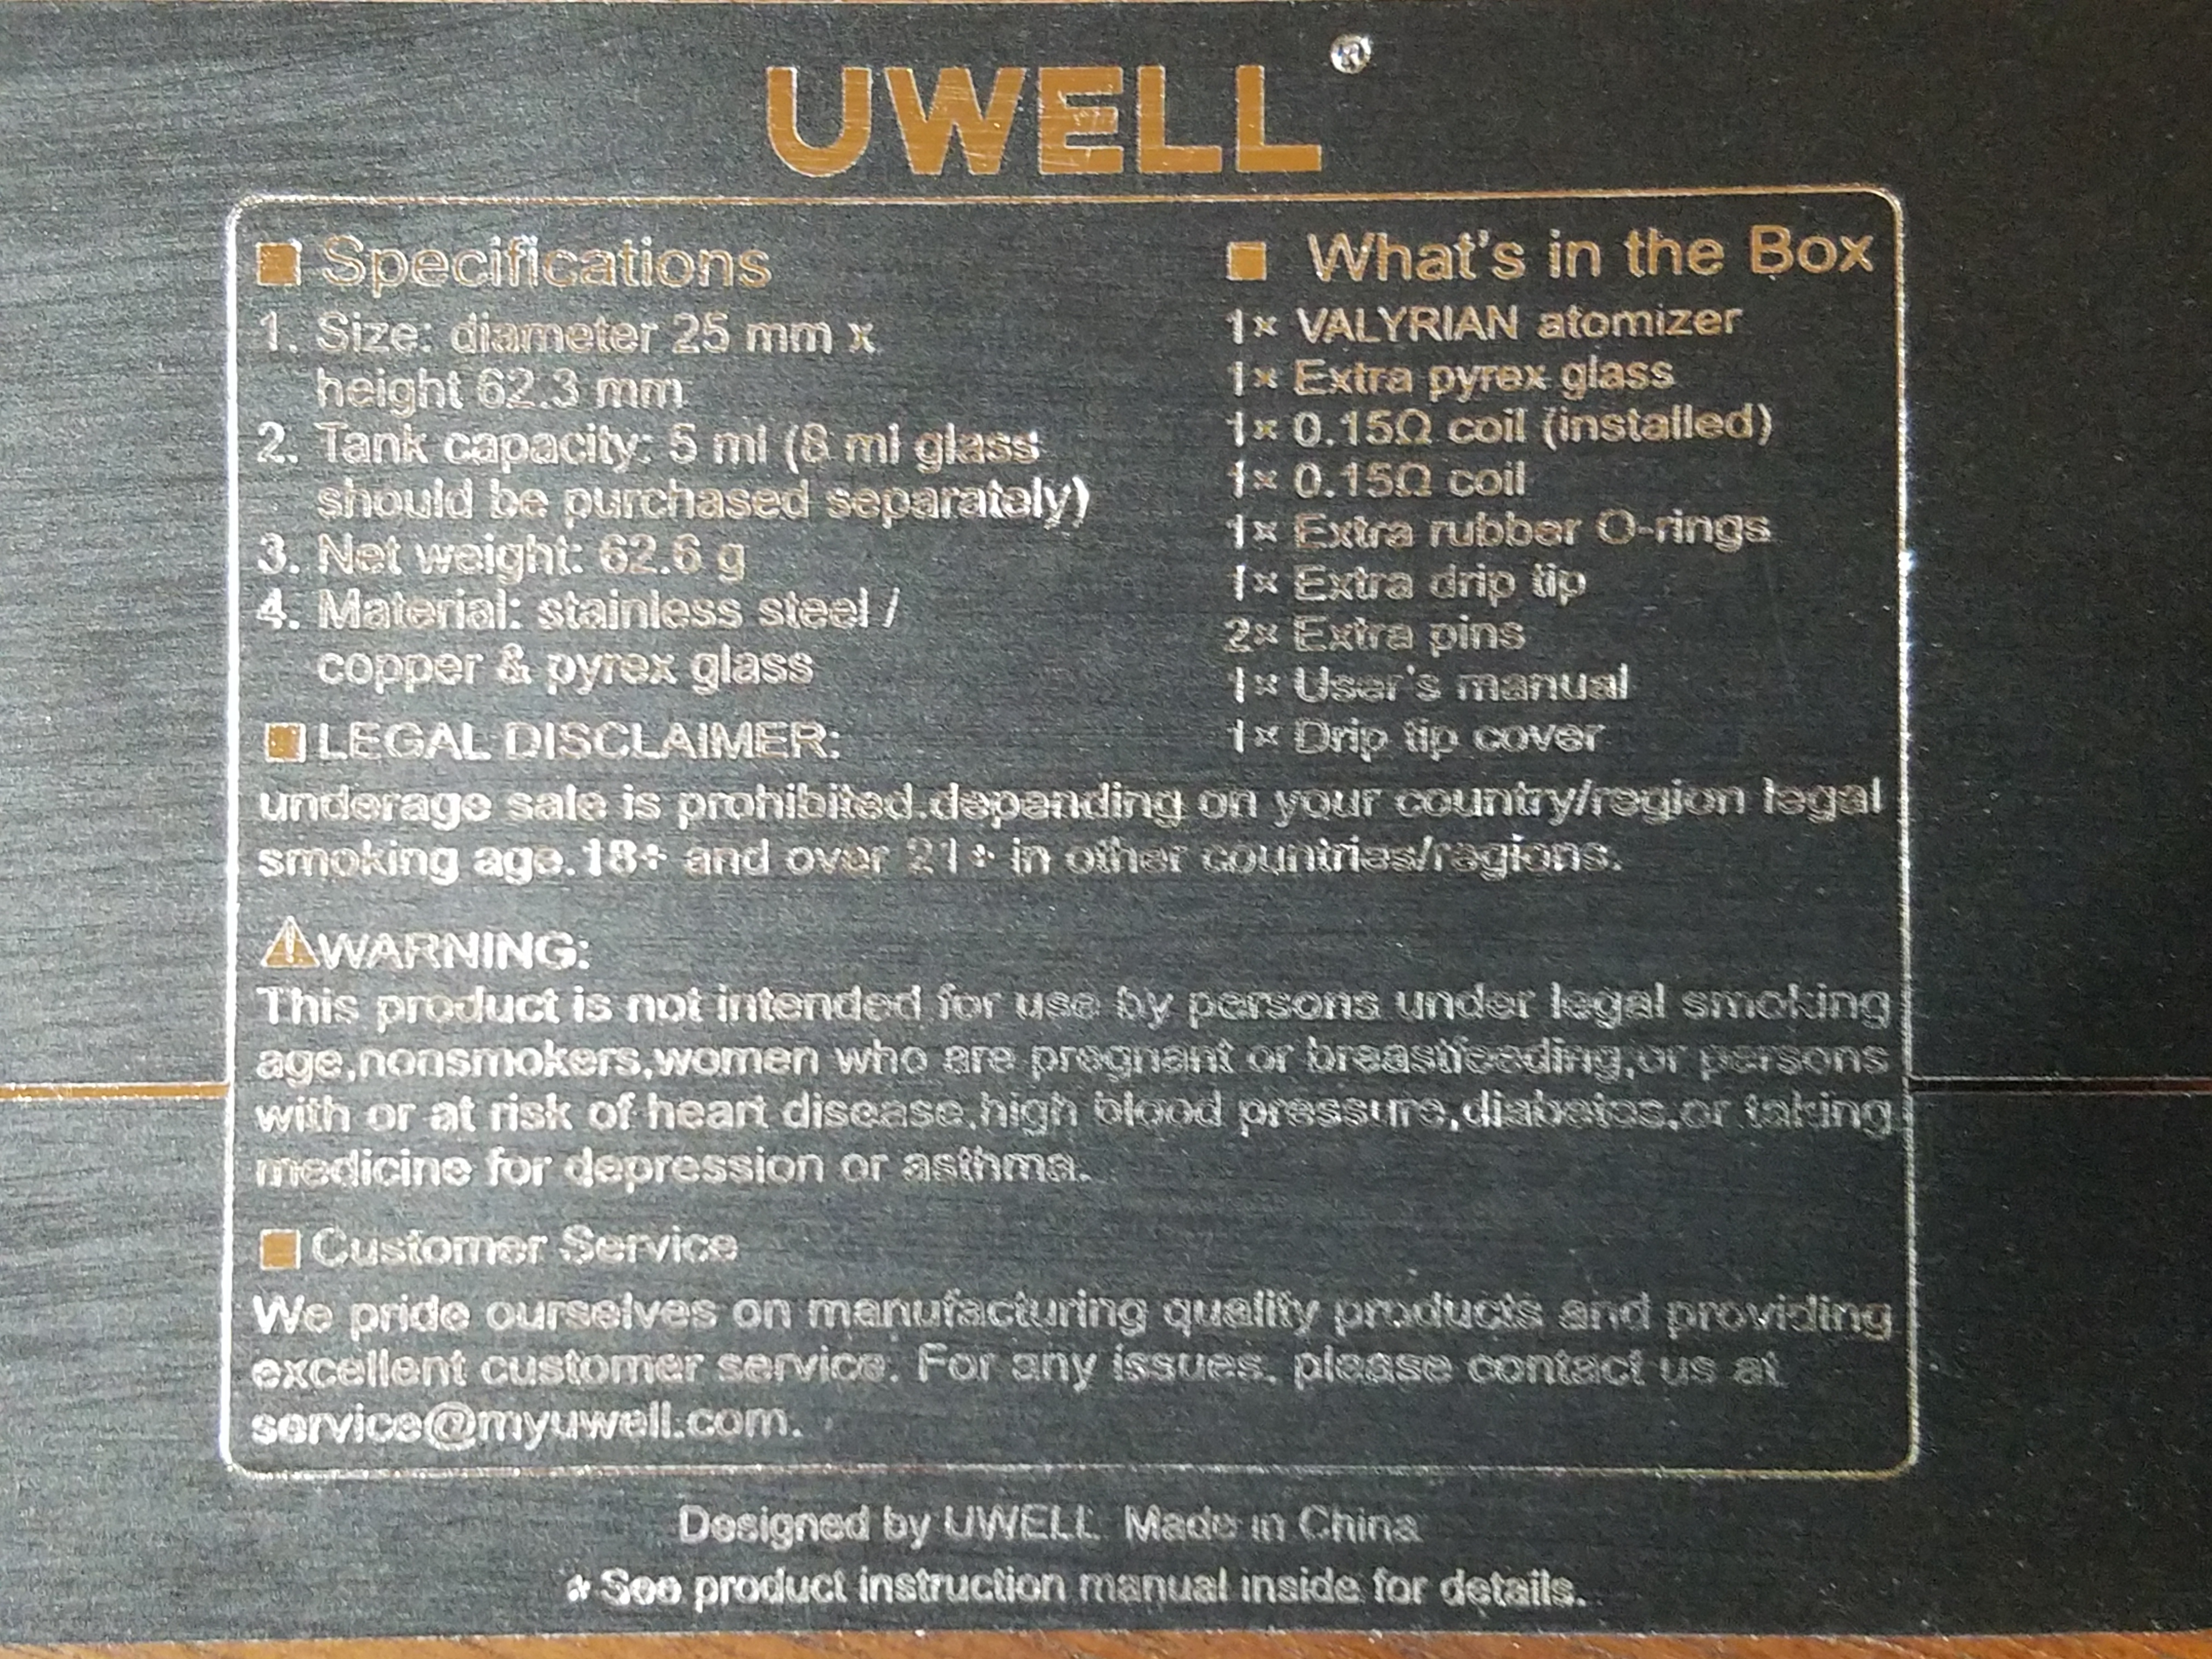 UWELL®
■ Specifications
1. Size: diameter 25 mm x
height 62.3 mm
2. Tank capacity: 5 ml (8 ml glass
should be purchased separately)
3. Net weight: 62.6 g
4. Material: stainless steel /
copper & pyrex glass
■ What's in the Box
1× VALYRIAN atomizer
1× Extra pyrex glass
1× 0.15Ω coil (installed)
1× 0.15Ω coil
1× Extra rubber O-rings
1× Extra drip tip
2× Extra pins
1× User's manual
1× Drip tip cover
■ LEGAL DISCLAIMER:
underage sale is prohibited.depending on your country/region legal
smoking age.18+ and over 21+ in other countries/regions.
⚠WARNING:
This product is not intended for use by persons under legal smoking
age,nonsmokers,women who are pregnant or breastfeeding,or persons
with or at risk of heart disease,high blood pressure,diabetes,or taking
medicine for depression or asthma.
■ Customer Service
We pride ourselves on manufacturing quality products and providing
excellent customer service. For any issues, please contact us at
service@myuwell.com.
Designed by UWELL Made in China
* See product instruction manual inside for details.